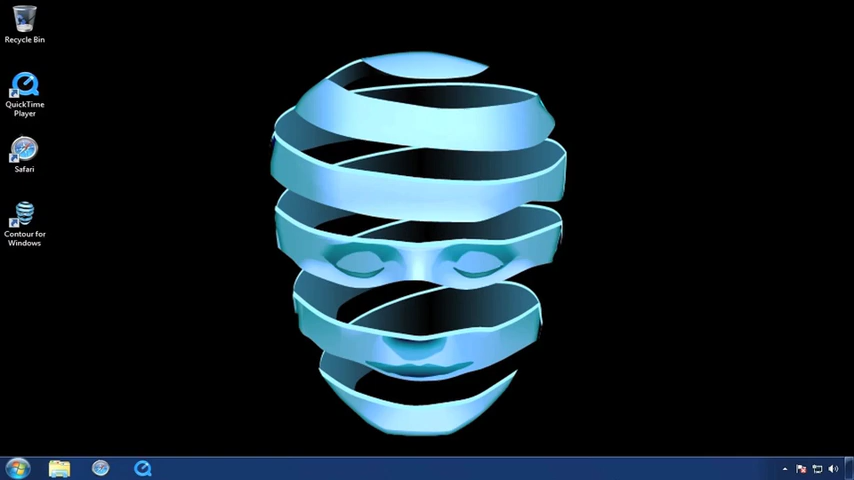 Recycle Bin
QuickTime
Player
Safari
Contour for
Windows